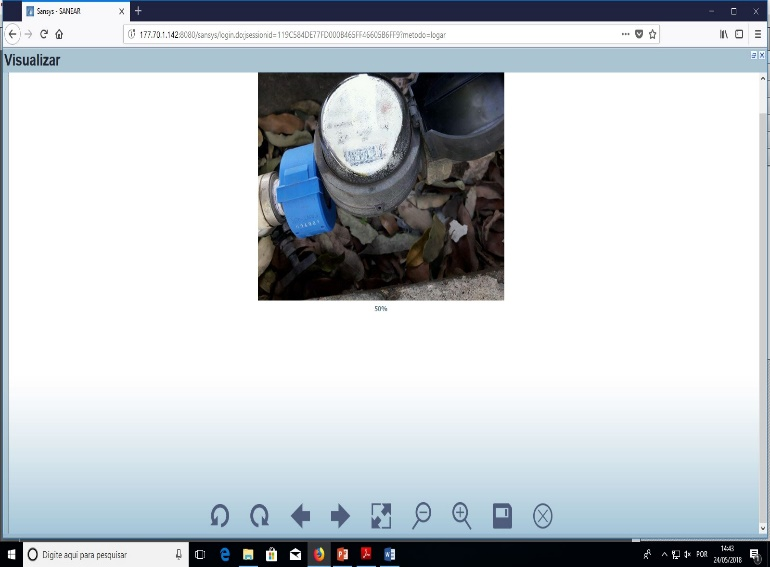 Sansys - SANEAR
177.70.1.142:8080/sansys/login.do;jsessionid=119C584DE77FD000B465FF46605B6FF9?metodo=logar
Visualizar
50%
Digite aqui para pesquisar
POR
14:43
24/05/2018